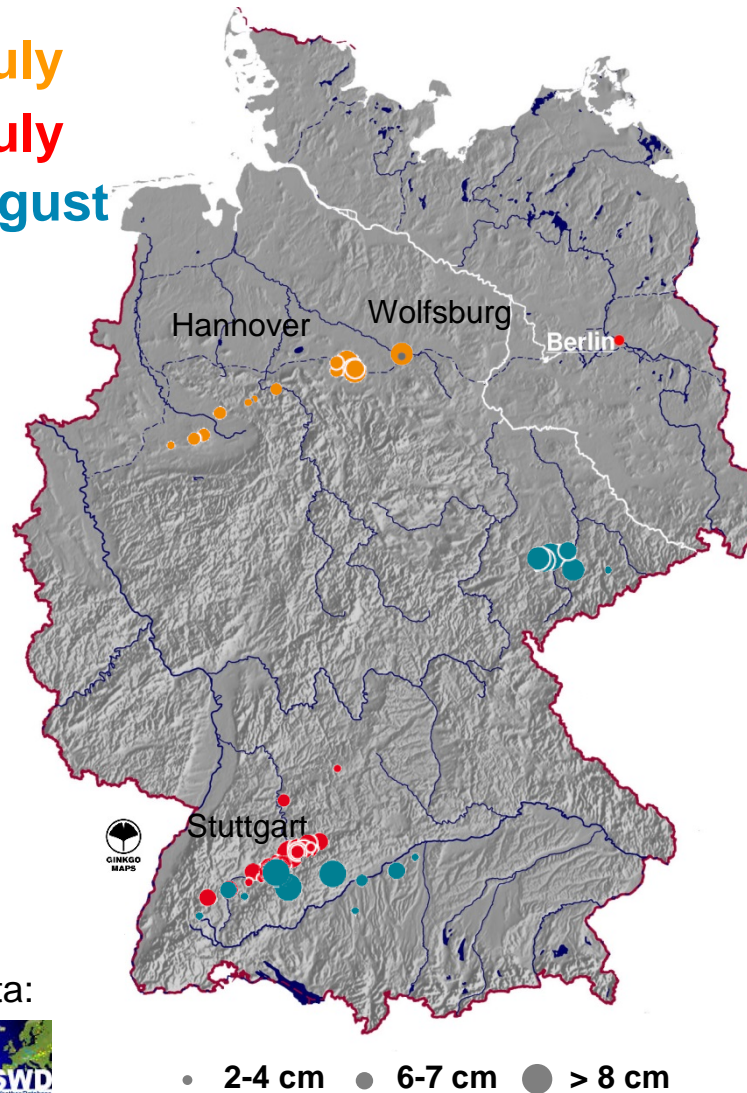 uly
uly
gust
Hannover
Wolfsburg
Berlin
Stuttgart
GINKGO
MAPS
ta:
SWD
2-4 cm
6-7 cm
> 8 cm